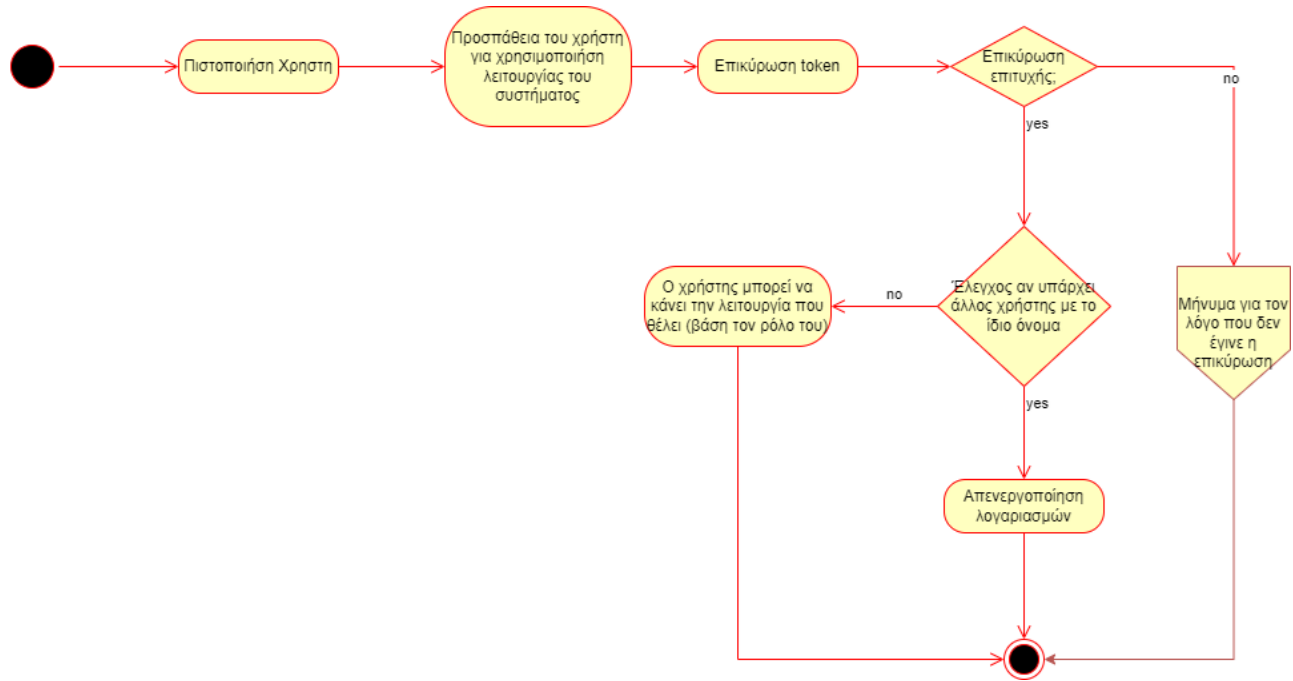 Πιστοποιήση Χρηστη
Προσπάθεια του χρήστη
για χρησιμοποιήση
λειτουργίας του
συστήματος
Επικύρωση token
Επικύρωση
επιτυχής;
no
yes
Έλεγχος αν υπάρχει
άλλος χρήστης με το
ίδιο όνομα
no
Ο χρήστης μπορεί να
κάνει την λειτουργία που
θέλει (βάση τον ρόλο του)
Μήνυμα για τον
λόγο που δεν
έγινε η
επικύρωση
yes
Απενεργοποίηση
λογαριασμών